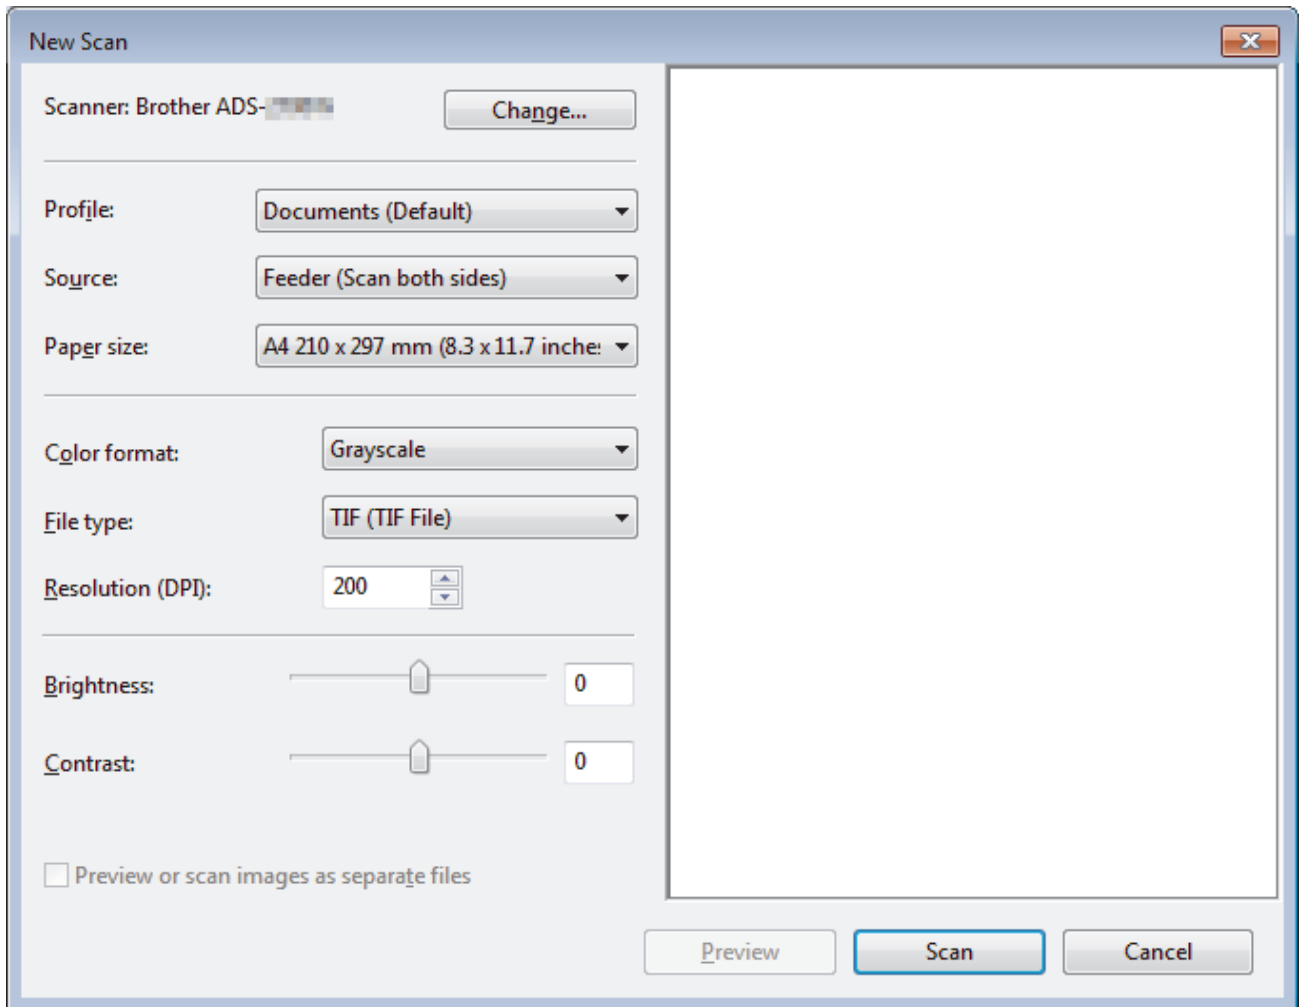 New Scan
Scanner: Brother ADS-
Change...
Profile:
Documents (Default)
Source:
Feeder (Scan both sides)
Paper size:
A4 210 x 297 mm (8.3 x 11.7 inche
Color format:
Grayscale
File type:
TIF (TIF File)
Resolution (DPI):
200
Brightness:
0
Contrast:
0
Preview or scan images as separate files
Preview
Scan
Cancel